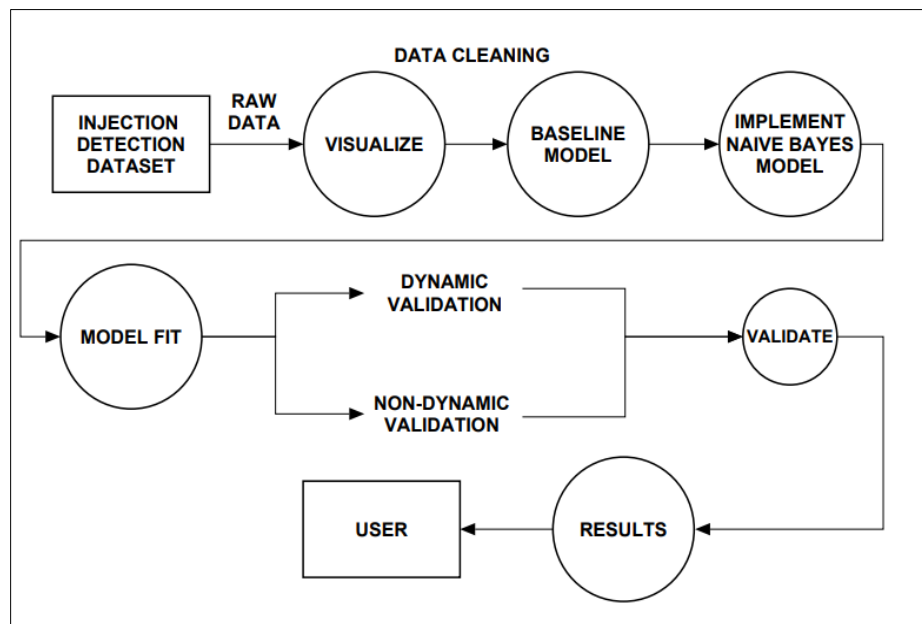 DATA CLEANING
INJECTION
DETECTION
DATASET
RAW
DATA
VISUALIZE
BASELINE
MODEL
IMPLEMENT
NAIVE BAYES
MODEL
MODEL FIT
DYNAMIC
VALIDATION
NON-DYNAMIC
VALIDATION
VALIDATE
USER
RESULTS